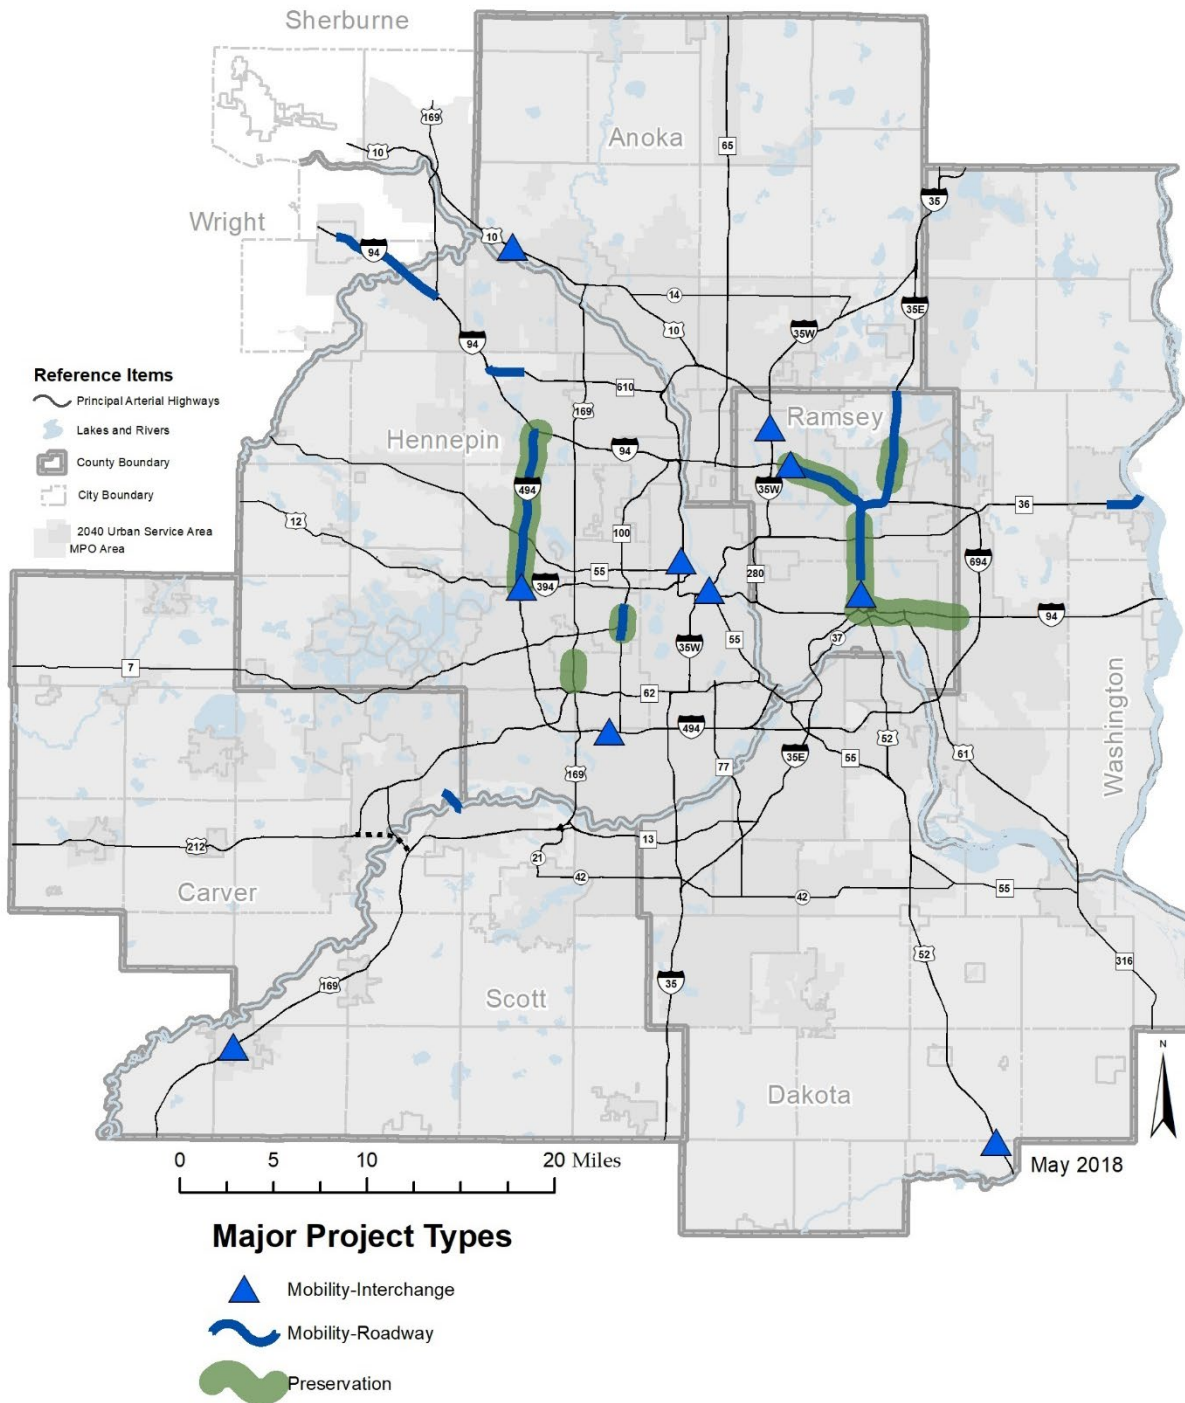 Sherburne
169
Anoka
65
10
35
Wright
10
94
14
35E
10
35W
94
Reference Items
Principal Arterial Highways
Lakes and Rivers
County Boundary
City Boundary
2040 Urban Service Area
MPO Area
610
169
Ramsey
Hennepin
94
494
35W
36
12
100
694
55
280
394
94
37
55
35W
7
62
Washington
494
52
61
35E
55
77
169
13
212
21
42
55
Carver
42
52
316
169
Scott
35
N
Dakota
0 5 10 20 Miles
May 2018
Major Project Types
Mobility-Interchange
Mobility-Roadway
Preservation